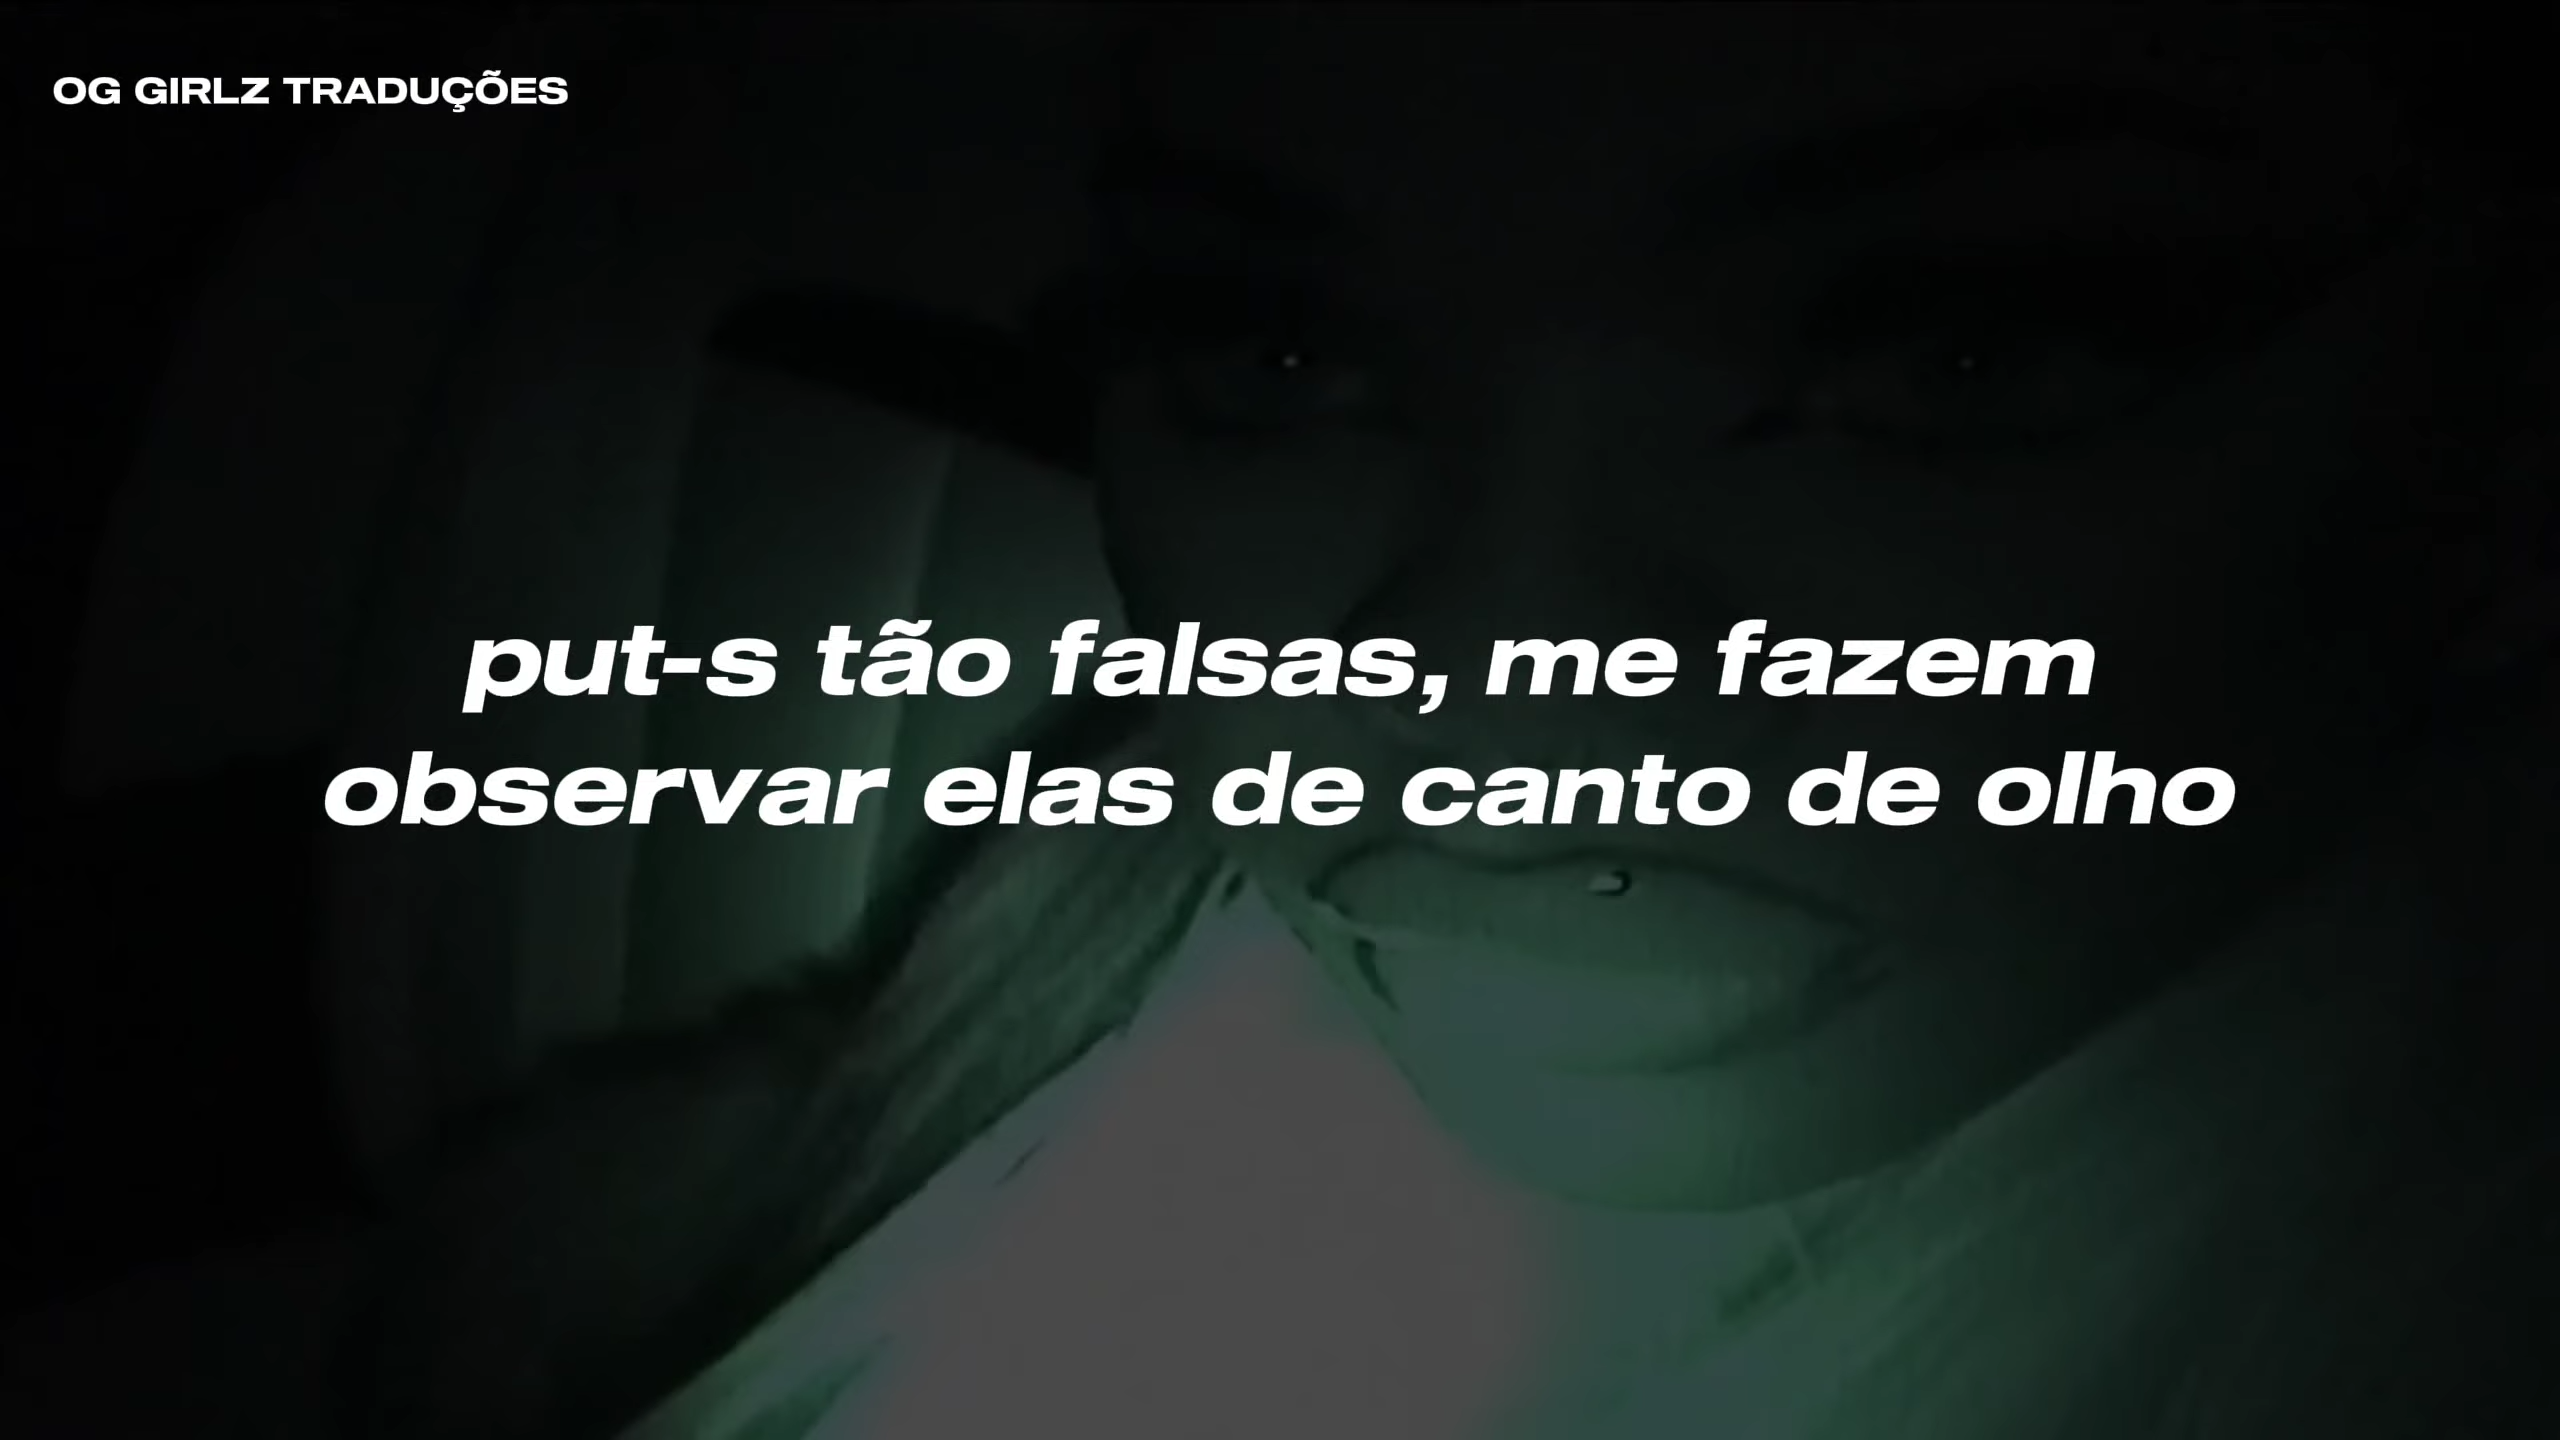 OG GIRLZ TRADUÇÕES
put-s tão falsas, me fazem
observar elas de canto de olho